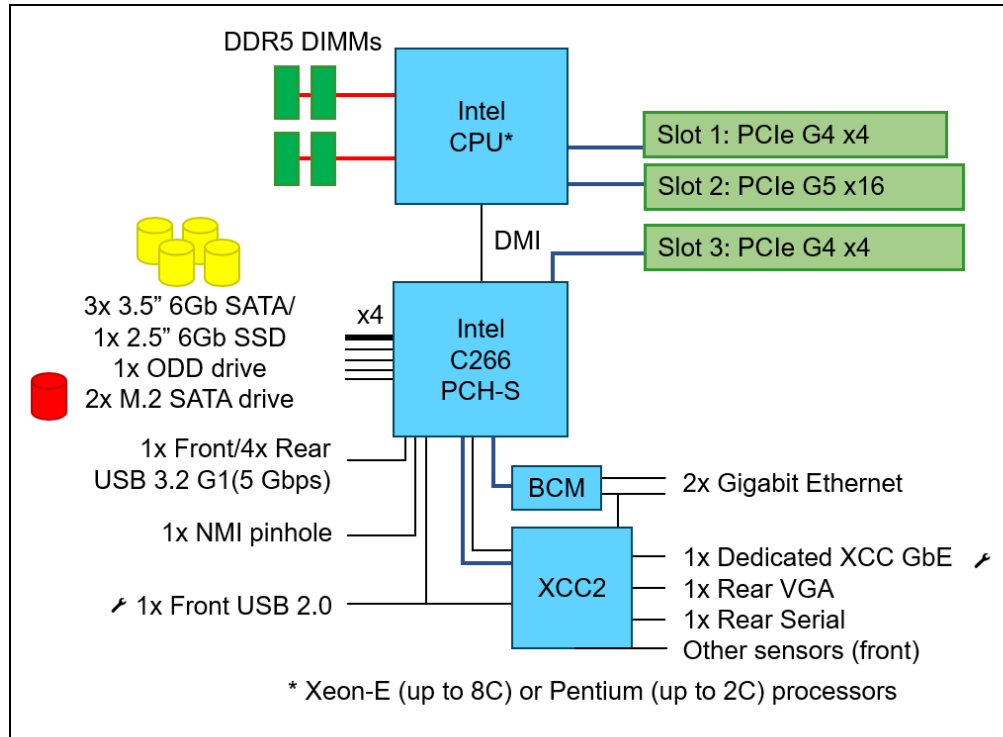 DDR5 DIMMs
Intel
CPU*
Slot 1: PCIe G4 x4
Slot 2: PCIe G5 x16
DMI
Slot 3: PCIe G4 x4
3x 3.5” 6Gb SATA/
1x 2.5” 6Gb SSD
1x ODD drive
2x M.2 SATA drive
x4
Intel
C266
PCH-S
1x Front/4x Rear
USB 3.2 G1(5 Gbps)
BCM
2x Gigabit Ethernet
1x NMI pinhole
1x Front USB 2.0
XCC2
1x Dedicated XCC GbE
1x Rear VGA
1x Rear Serial
Other sensors (front)
* Xeon-E (up to 8C) or Pentium (up to 2C) processors